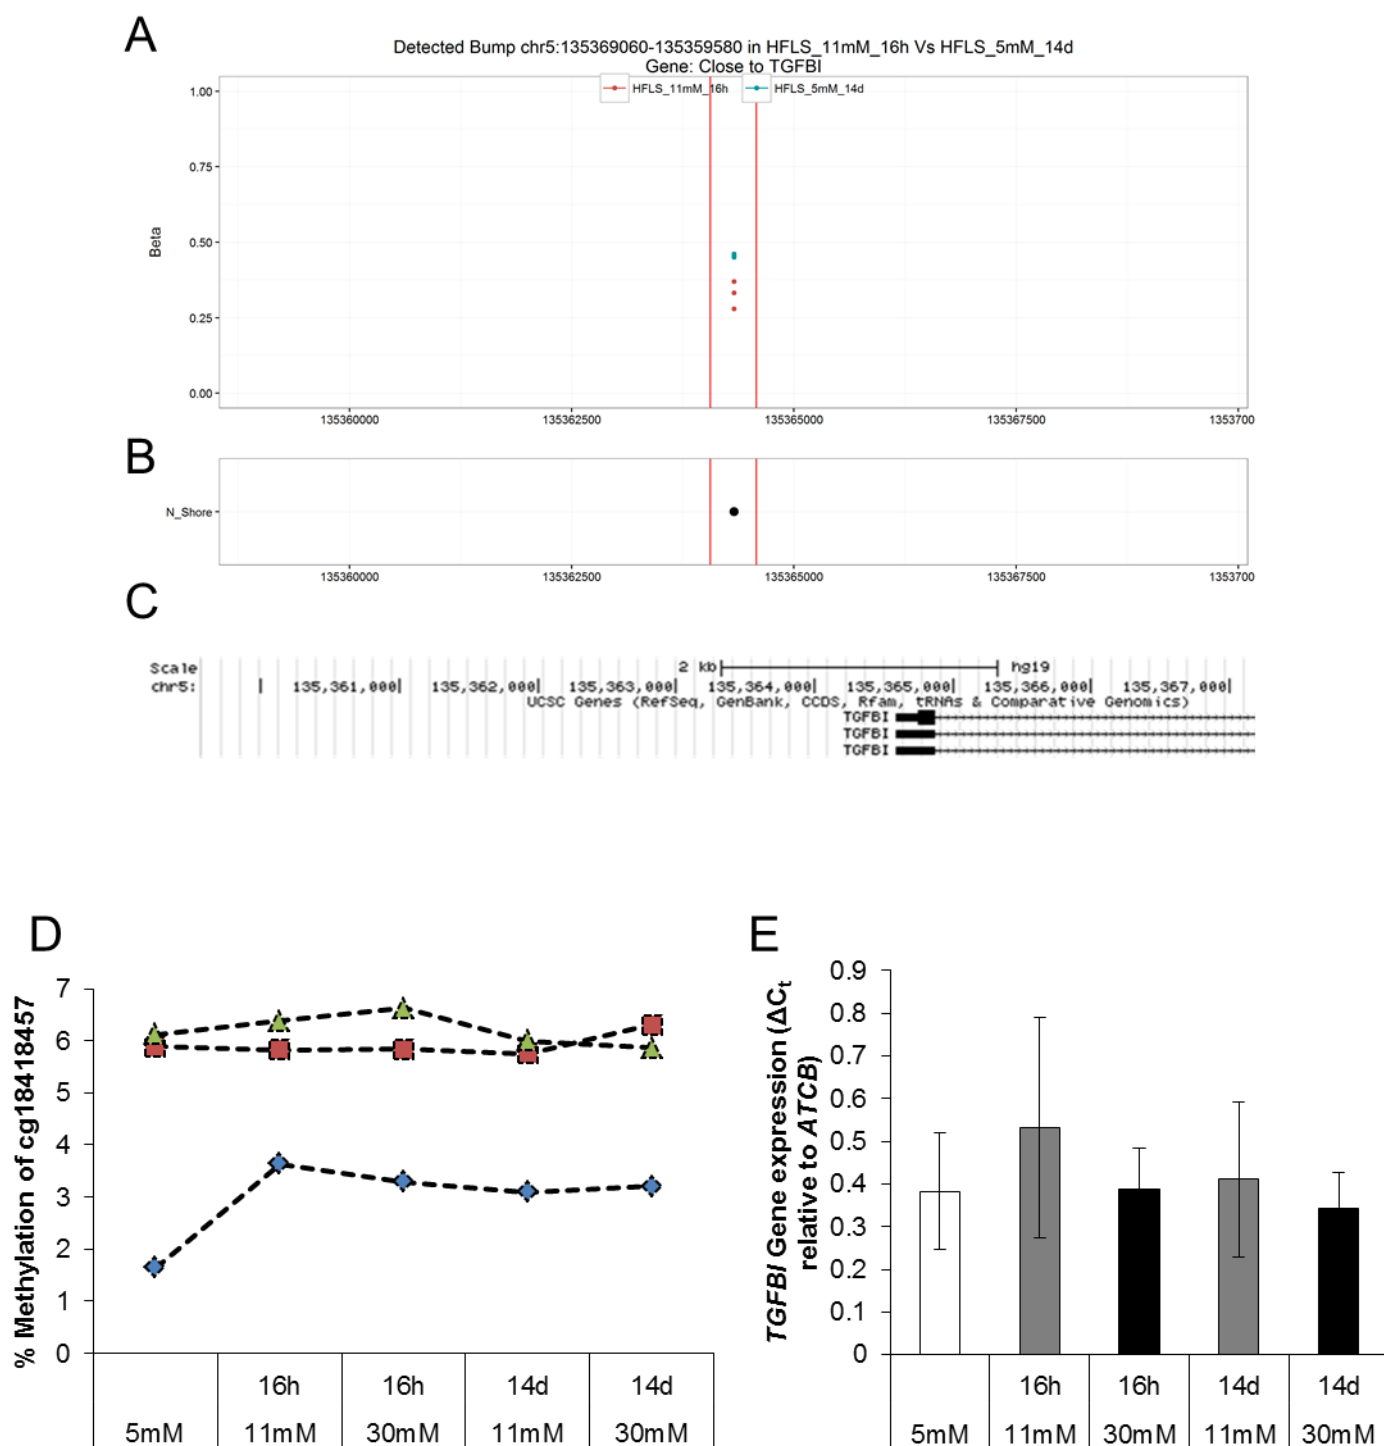 A
Detected Bump chr5:135369060-135359580 in HFLS_11mM_16h Vs HFLS_5mM_14d
Gene: Close to TGFBI
HFLS_11mM_16h HFLS_5mM_14d
1.00
0.75
0.50
0.25
0.00
Beta
135360000 135362500 135365000 135367500 1353700
B
N_Shore
135360000 135362500 135365000 135367500 1353700
C
Scale 2 kb hg19
chr5: 135,361,000 135,362,000 135,363,000 135,364,000 135,365,000 135,366,000 135,367,000
UCSC Genes (RefSeq, GenBank, CCDS, Rfam, tRNAs & Comparative Genomics)
TGFBI
TGFBI
TGFBI
D
% Methylation of cg18418457
7
6
5
4
3
2
1
0
16h 16h 14d 14d
5mM 11mM 30mM 11mM 30mM
E
TGFBI Gene expression (ΔCt
relative to ATCB)
0.9
0.8
0.7
0.6
0.5
0.4
0.3
0.2
0.1
0
16h 16h 14d 14d
5mM 11mM 30mM 11mM 30mM